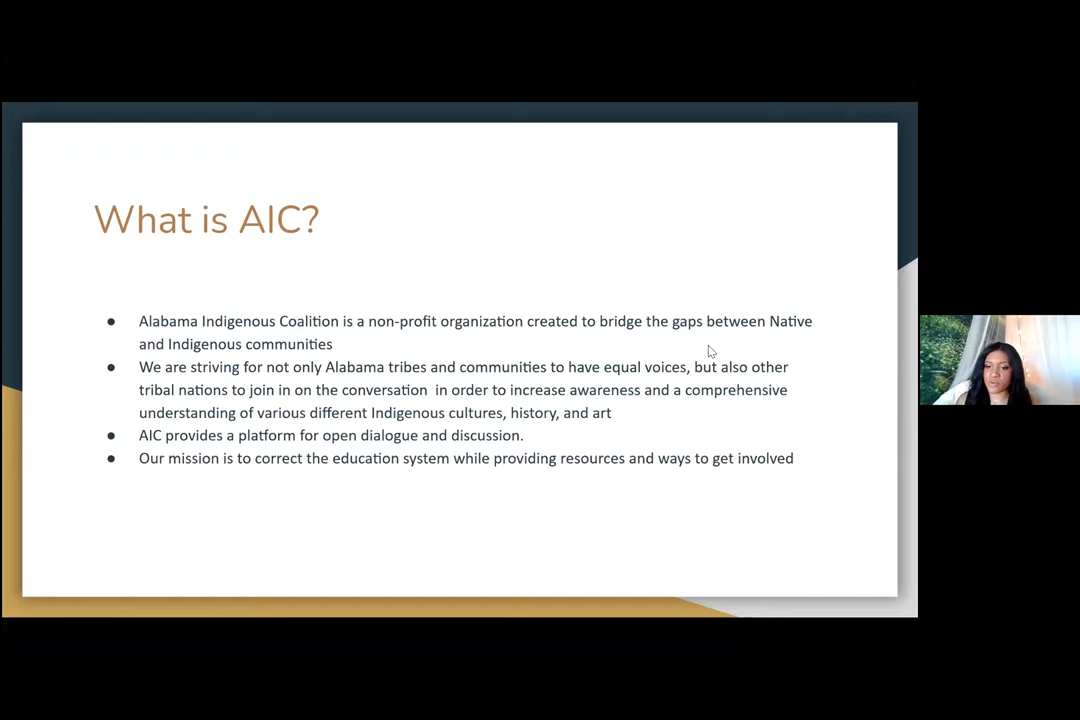 What is AIC?
● Alabama Indigenous Coalition is a non-profit organization created to bridge the gaps between Native
and Indigenous communities
● We are striving for not only Alabama tribes and communities to have equal voices, but also other
tribal nations to join in on the conversation  in order to increase awareness and a comprehensive
understanding of various different Indigenous cultures, history, and art
● AIC provides a platform for open dialogue and discussion.
● Our mission is to correct the education system while providing resources and ways to get involved